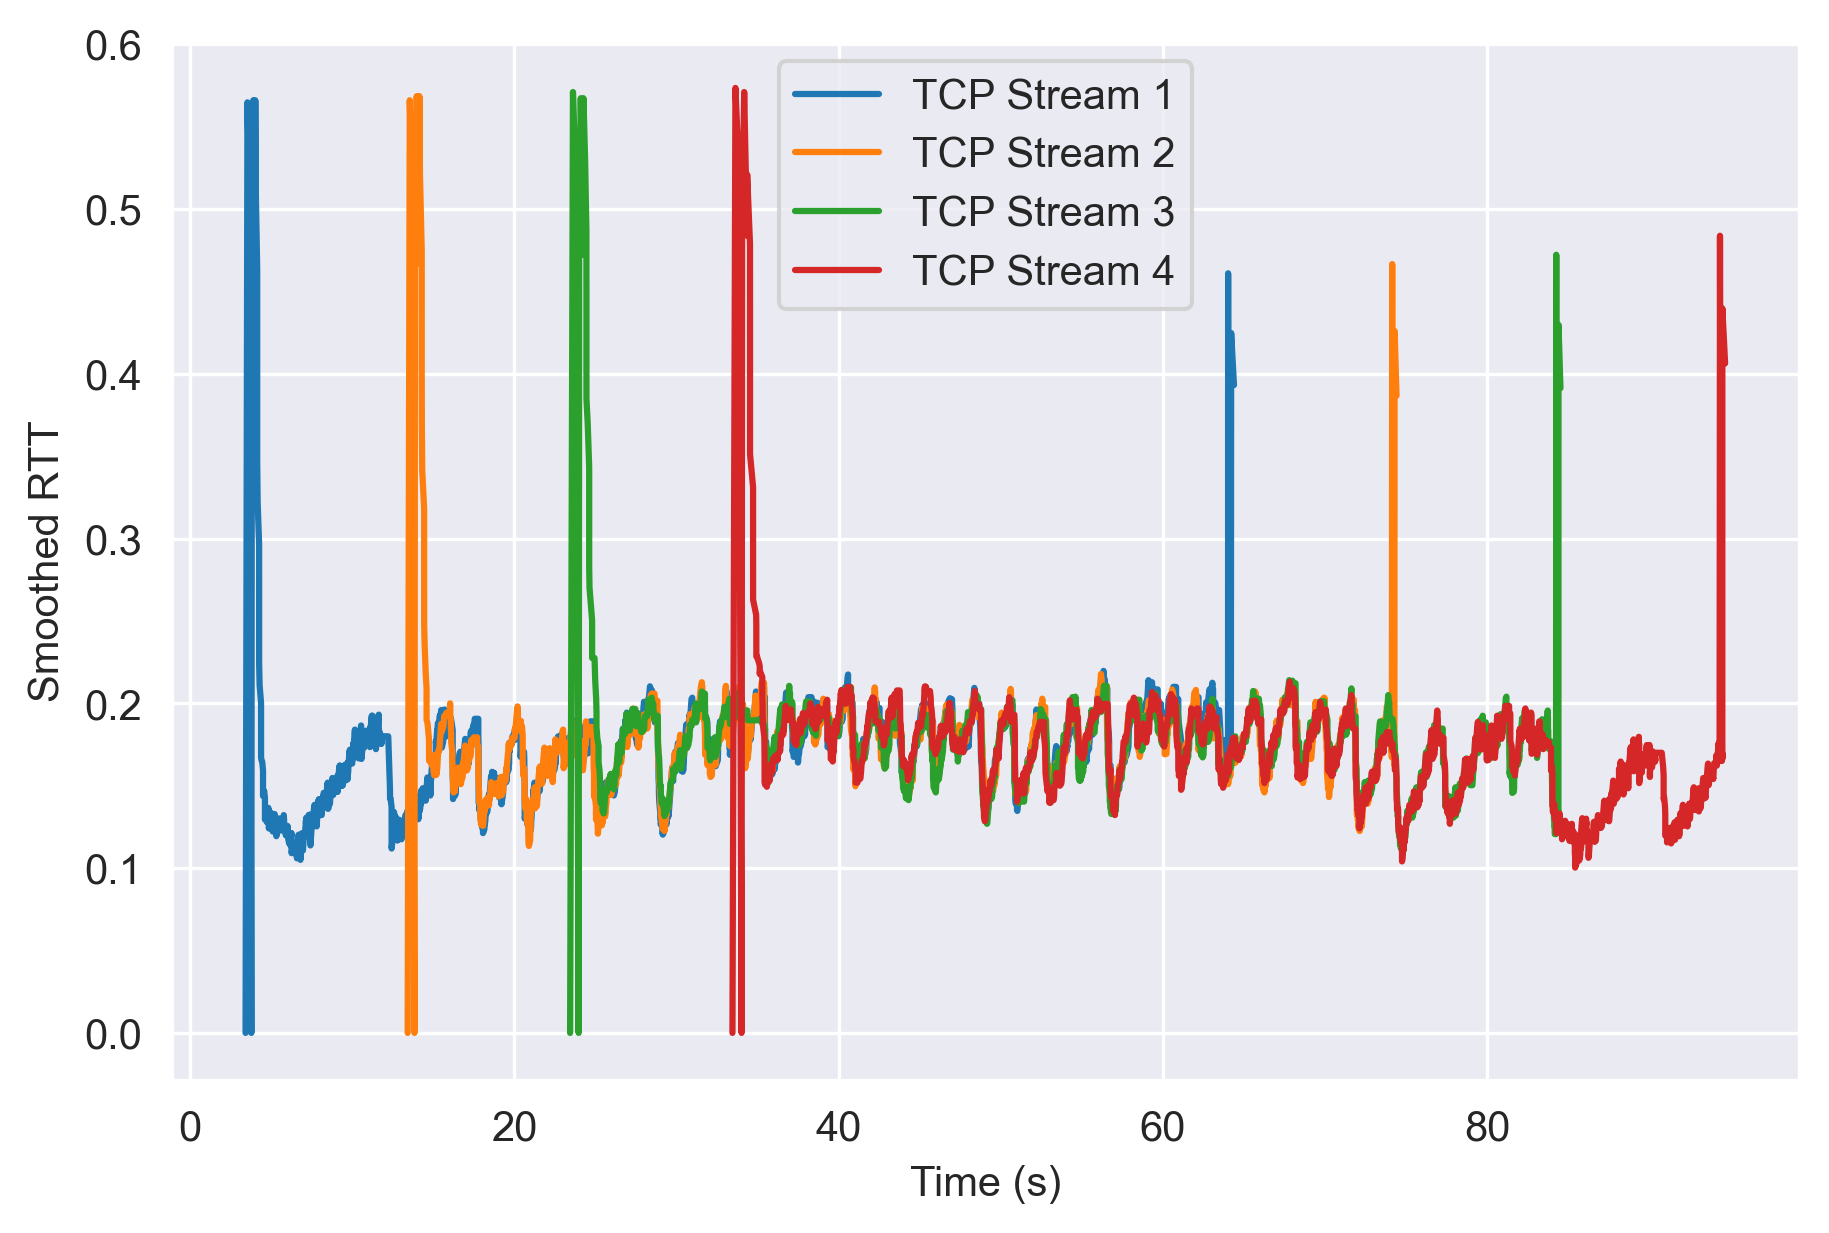 0.6
0.5
0.4
0.3
0.2
0.1
0.0
Smoothed RTT
TCP Stream 1
TCP Stream 2
TCP Stream 3
TCP Stream 4
0 20 40 60 80
Time (s)